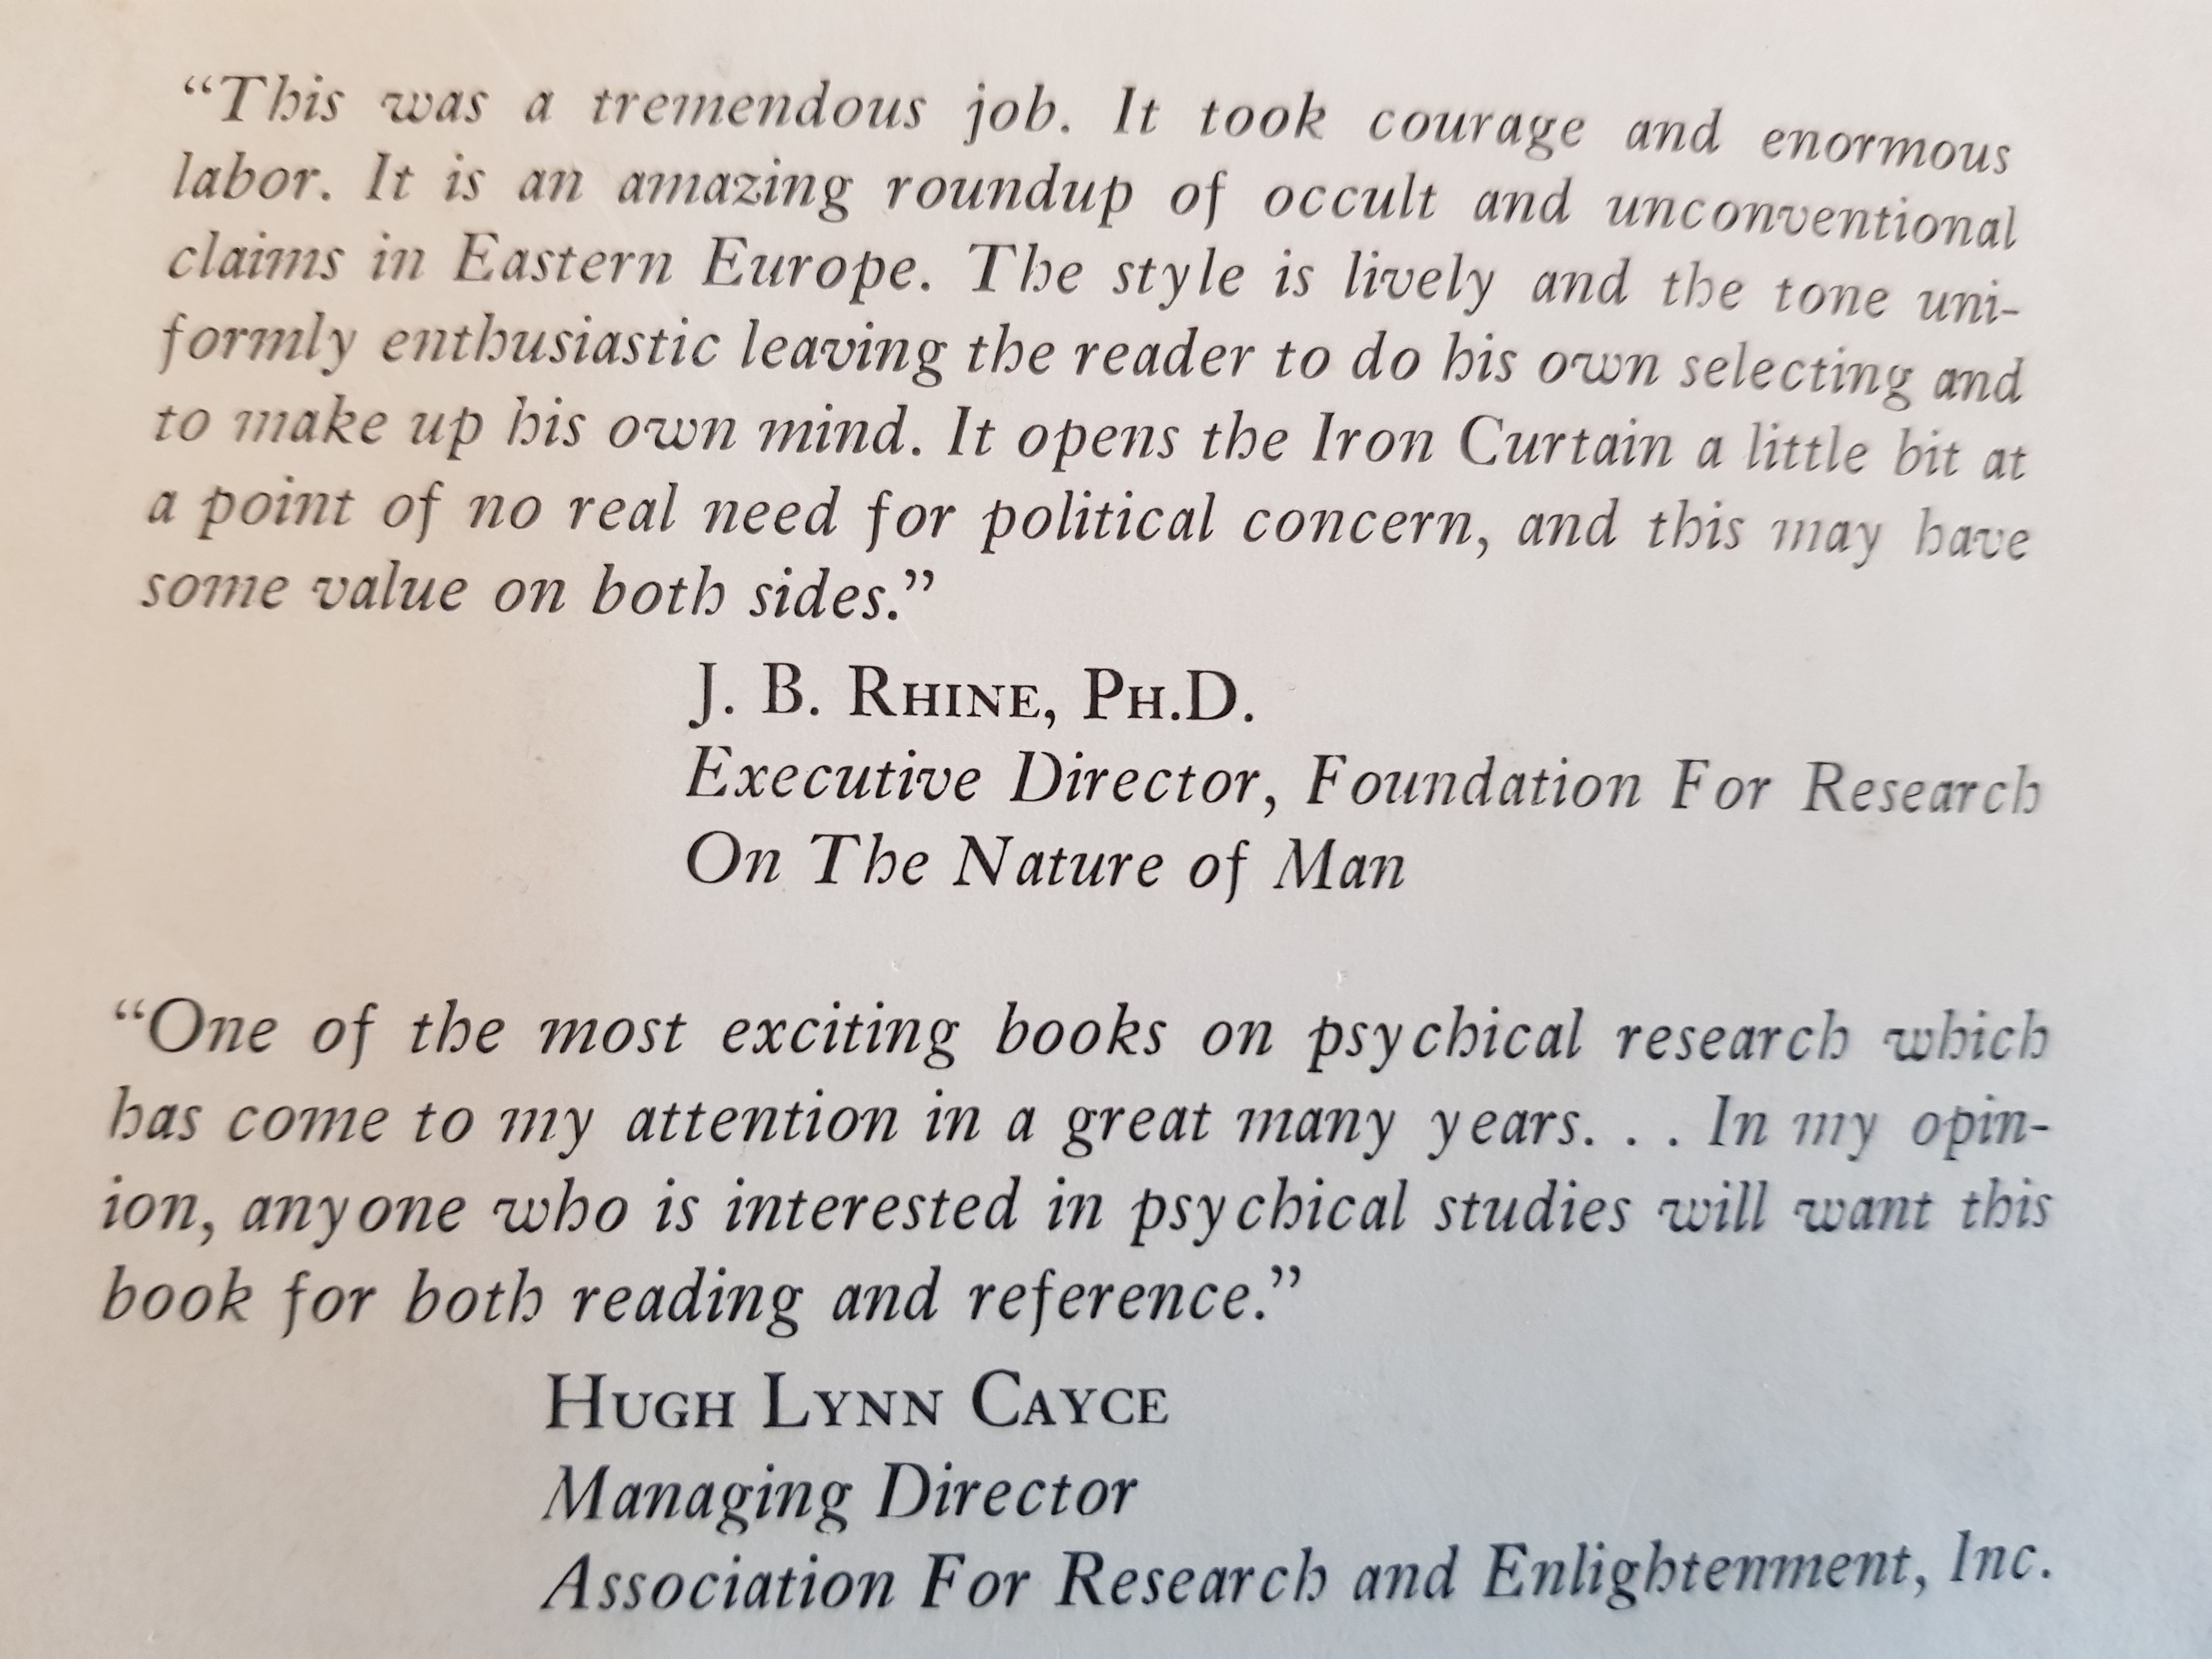 “This was a tremendous job. It took courage and enormous
labor. It is an amazing roundup of occult and unconventional
claims in Eastern Europe. The style is lively and the tone uni-
formly enthusiastic leaving the reader to do his own selecting and
to make up his own mind. It opens the Iron Curtain a little bit at
a point of no real need for political concern, and this may have
some value on both sides.”
J. B. RHINE, PH.D.
Executive Director, Foundation For Research
On The Nature of Man
“One of the most exciting books on psychical research which
has come to my attention in a great many years. . . In my opin-
ion, anyone who is interested in psychical studies will want this
book for both reading and reference.”
HUGH LYNN CAYCE
Managing Director
Association For Research and Enlightenment, Inc.